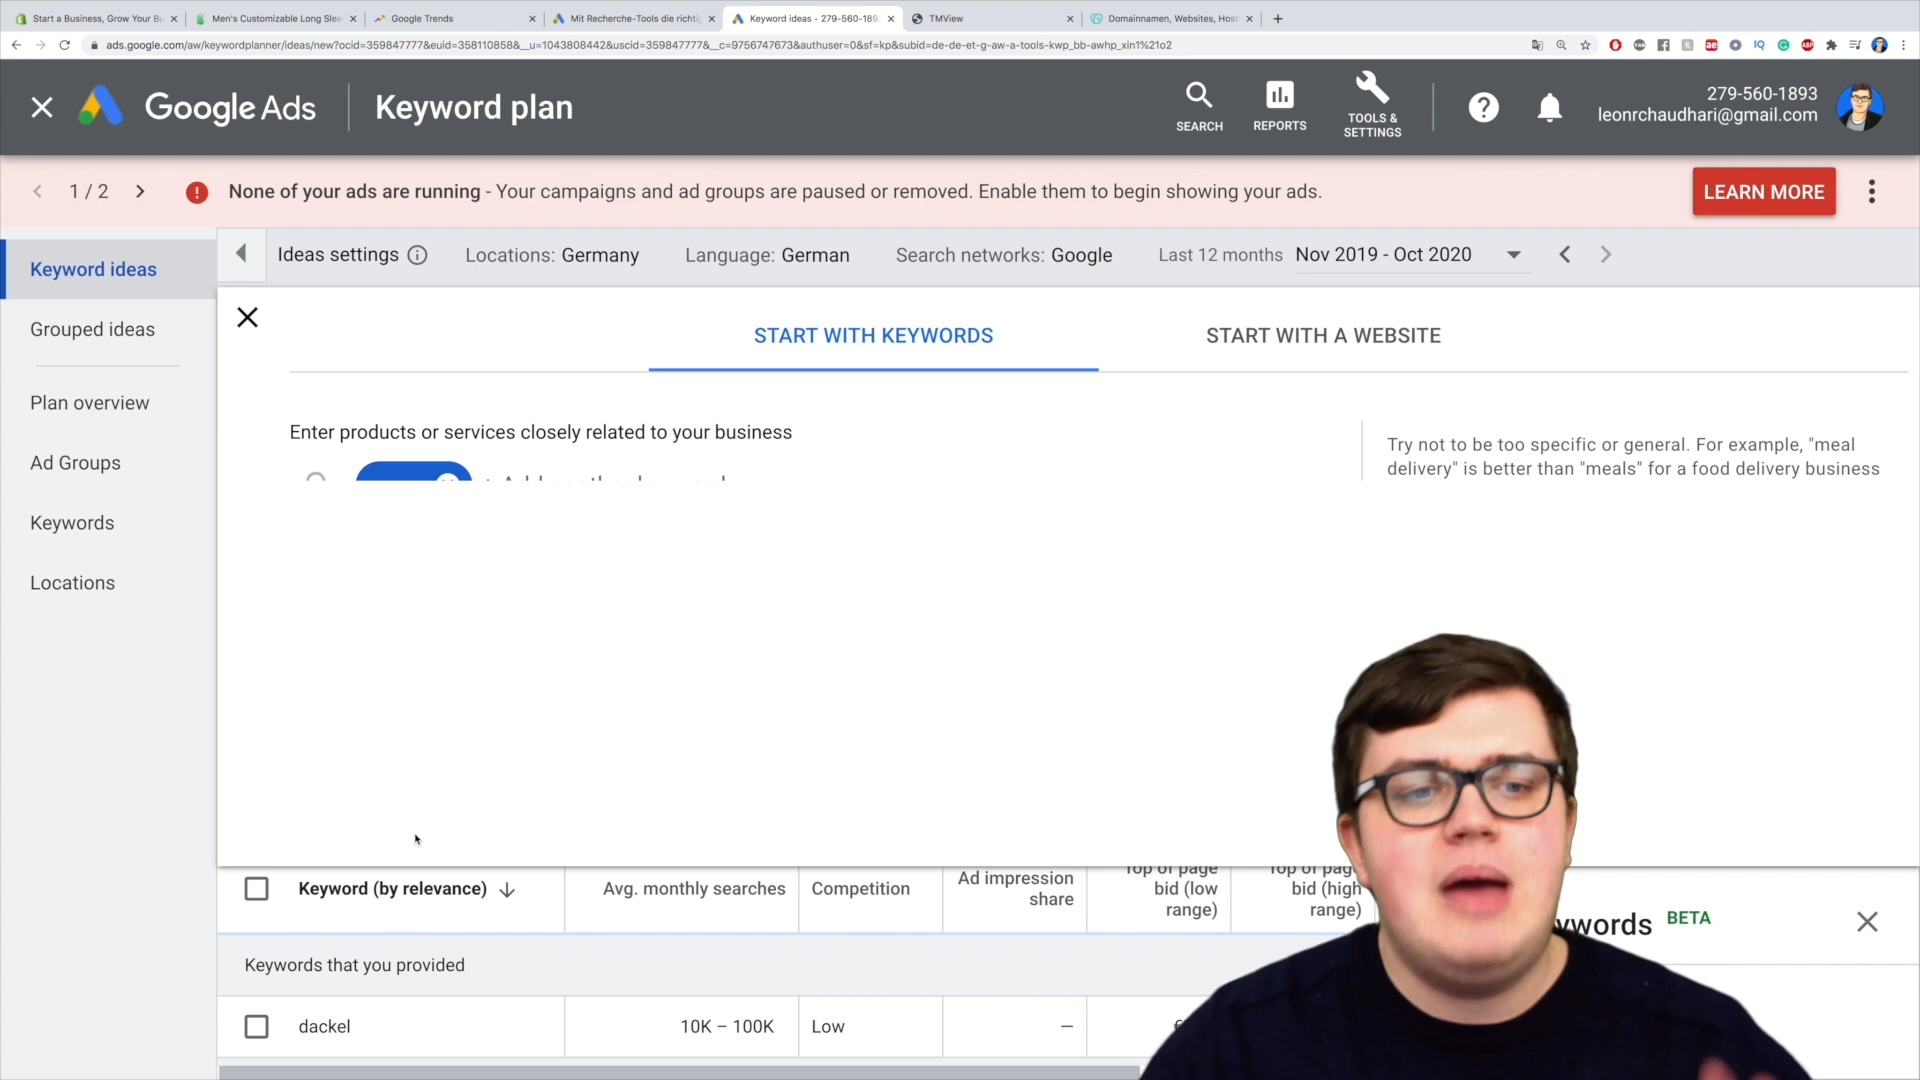 Start a Business, Grow Your Bu
Men's Customizable Long Slee
Google Trends
Mit Recherche-Tools die richtig
Keyword ideas - 279-560-189
TMView
Domainnamen, Websites, Host
ads.google.com/aw/keywordplanner/ideas/new?ocid=359847777&euid=358110858&__u=1043808442&uscid=359847777&__c=9756747673&authuser=0&sf=kp&subid=de-de-et-g-aw-a-tools-kwp_bb-awhp_xin1%21o2
Google Ads
Keyword plan
SEARCH
REPORTS
TOOLS &
SETTINGS
279-560-1893
leonrchaudhari@gmail.com
1 / 2
None of your ads are running - Your campaigns and ad groups are paused or removed. Enable them to begin showing your ads.
LEARN MORE
Keyword ideas
Grouped ideas
Plan overview
Ad Groups
Keywords
Locations
Ideas settings
Locations: Germany
Language: German
Search networks: Google
Last 12 months
Nov 2019 - Oct 2020
START WITH KEYWORDS
START WITH A WEBSITE
Enter products or services closely related to your business
Try not to be too specific or general. For example, "meal
delivery" is better than "meals" for a food delivery business
Keyword (by relevance)
Avg. monthly searches
Competition
Ad impression
share
Top of page
bid (low
range)
Top of page
bid (high
range)
ywords BETA
Keywords that you provided
dackel
10K – 100K
Low
–